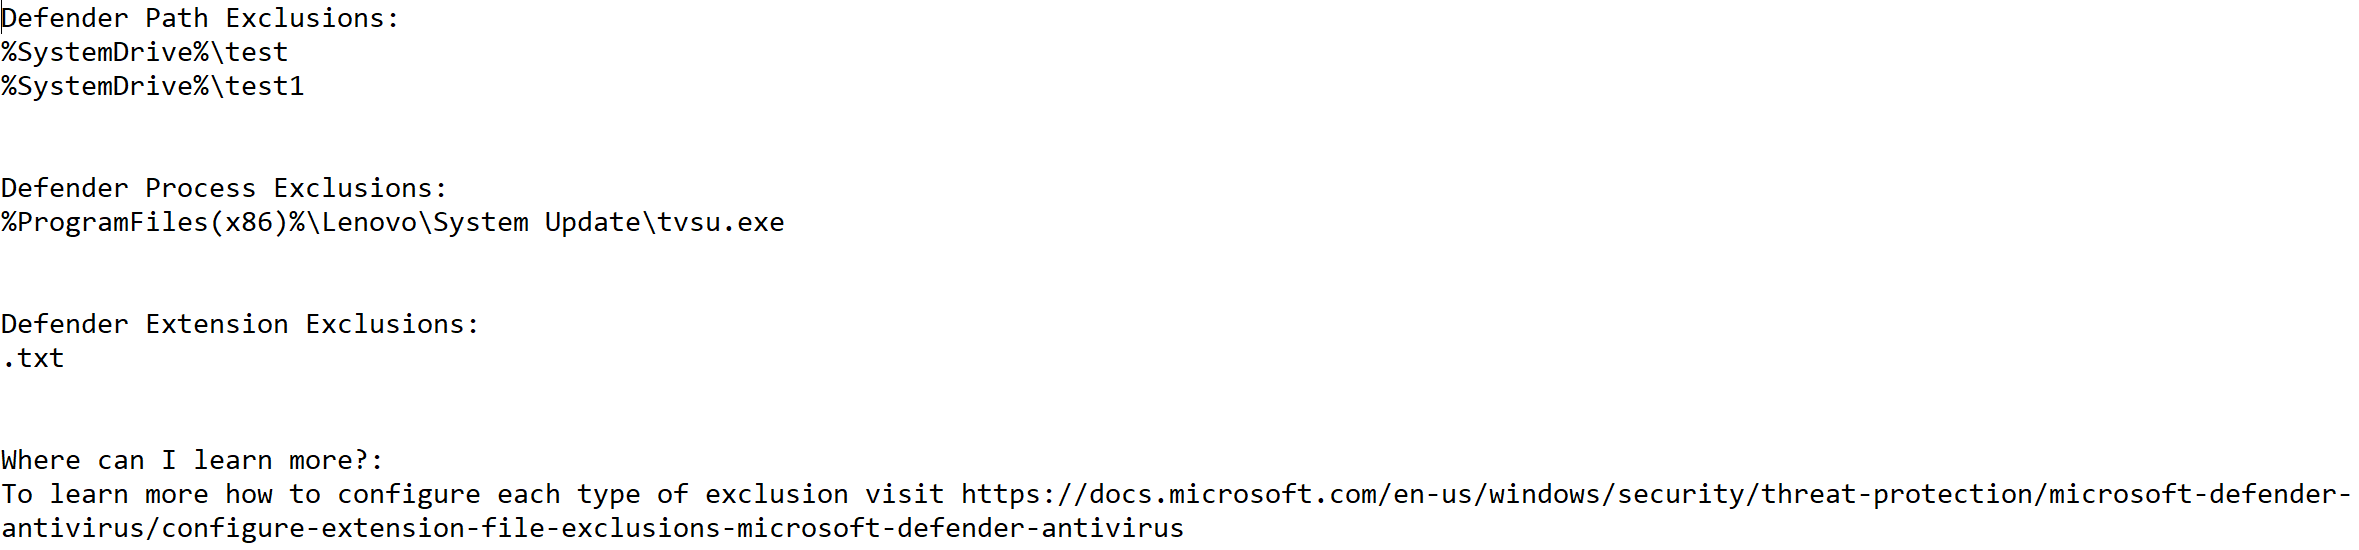 Defender Path Exclusions:
%SystemDrive%\test
%SystemDrive%\test1
Defender Process Exclusions:
%ProgramFiles(x86)%\Lenovo\System Update\tvsu.exe
Defender Extension Exclusions:
.txt
Where can I learn more?:
To learn more how to configure each type of exclusion visit https://docs.microsoft.com/en-us/windows/security/threat-protection/microsoft-defender-
antivirus/configure-extension-file-exclusions-microsoft-defender-antivirus